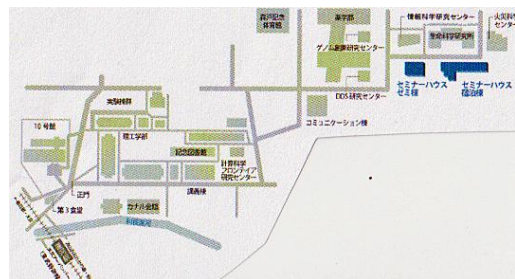 森戸記念
体育館
薬学部
情報科学研究センター
生命科学研究所
火災科学
センター
ゲノム創薬研究センター
セミナーハウス
ゼミ棟
セミナーハウス
宿泊棟
DDS研究センター
実験棟群
コミュニケーション棟
10号館
理工学部
記念図書館
計算科学
フロンティア
研究センター
正門
講義棟
第3食堂
カナル会館
利根運河